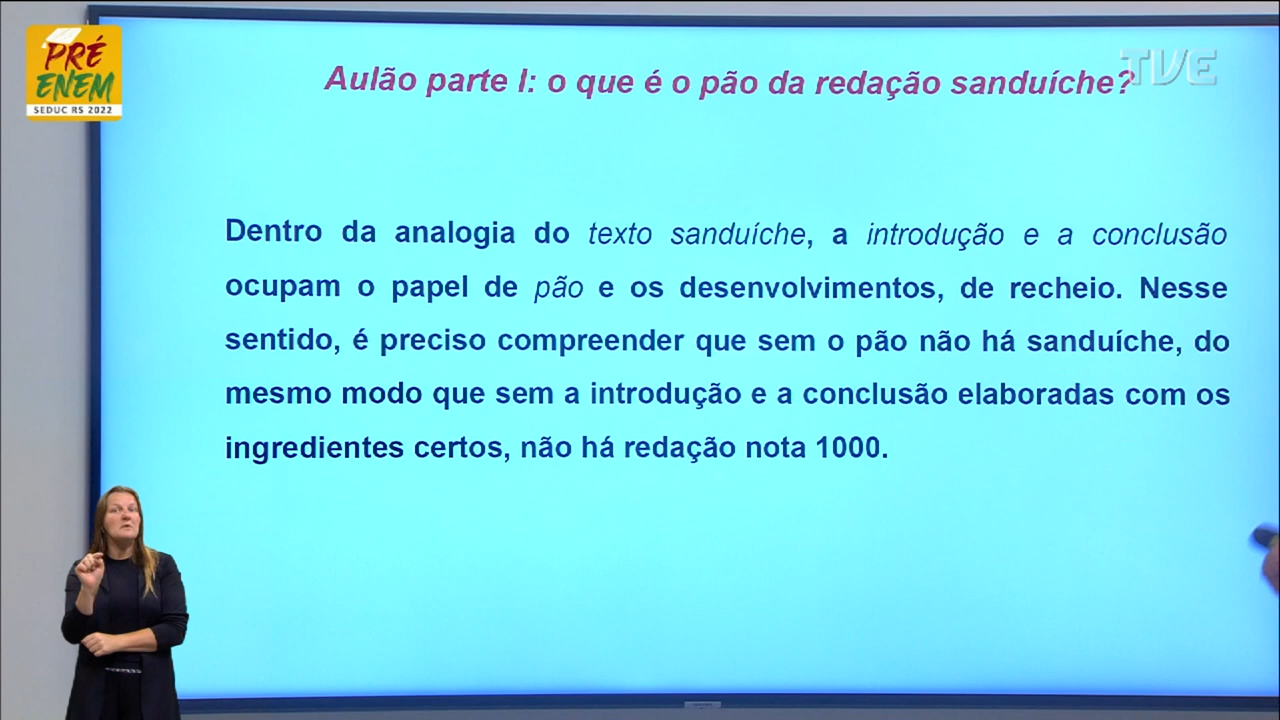 PRÉ
ENEM
SEDUC RS 2022
TVE
Aulão parte I: o que é o pão da redação sanduíche?
Dentro da analogia do texto sanduíche, a introdução e a conclusão
ocupam o papel de pão e os desenvolvimentos, de recheio. Nesse
sentido, é preciso compreender que sem o pão não há sanduíche, do
mesmo modo que sem a introdução e a conclusão elaboradas com os
ingredientes certos, não há redação nota 1000.